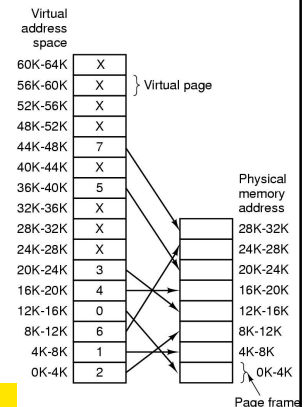 Virtual
address
space
60K-64K X
56K-60K X Virtual page
52K-56K X
48K-52K X
44K-48K 7
40K-44K X
36K-40K 5
32K-36K X
28K-32K X
24K-28K X
20K-24K 3
16K-20K 4
12K-16K 0
8K-12K 6
4K-8K 1
0K-4K 2
Physical
memory
address
28K-32K
24K-28K
20K-24K
16K-20K
12K-16K
8K-12K
4K-8K
0K-4K
Page frame